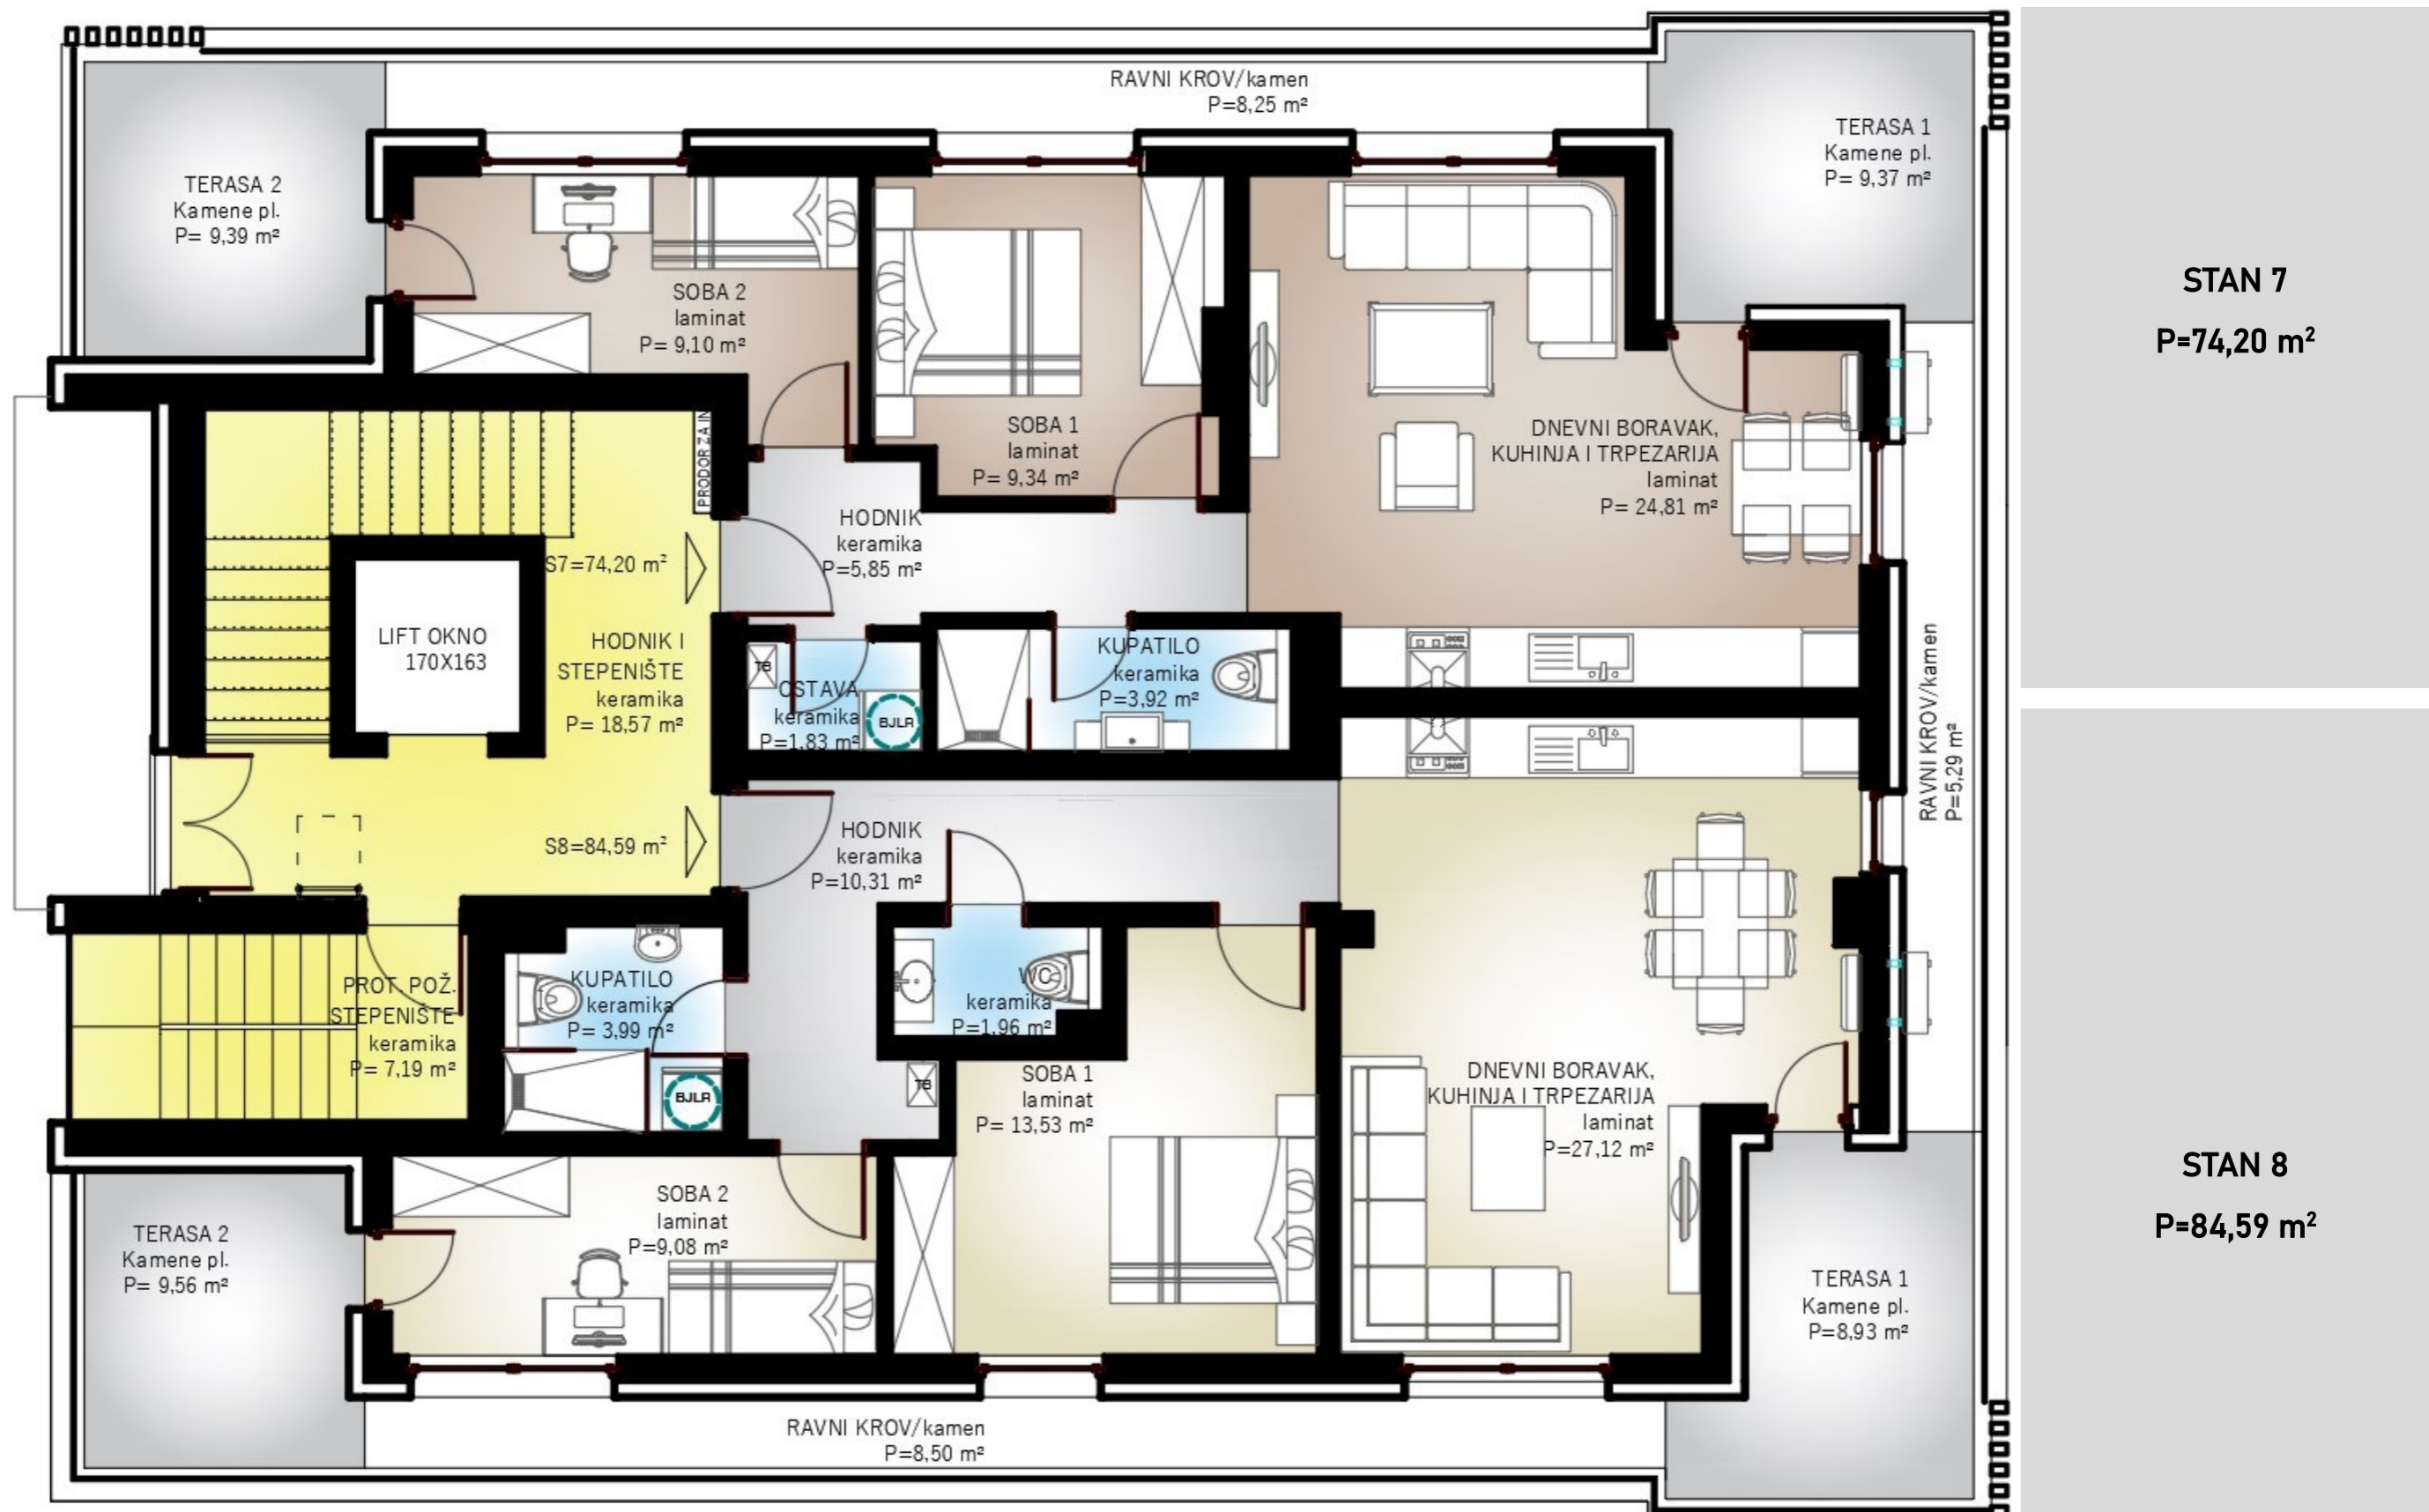 RAVNI KROV/kamen
P=8,25 m²
TERASA 2
Kamene pl.
P= 9,39 m²
TERASA 1
Kamene pl.
P= 9,37 m²
STAN 7
P=74,20 m²
SOBA 2
laminat
P= 9,10 m²
SOBA 1
laminat
P= 9,34 m²
DNEVNI BORAVAK,
KUHINJA I TRPEZARIJA
laminat
P= 24,81 m²
PRODOR ZA IN
HODNIK
keramika
P=5,85 m²
S7=74,20 m²
LIFT OKNO
170X163
HODNIK I
STEPENIŠTE
keramika
P= 18,57 m²
TB
OSTAVA
keramika
P=1,83 m²
BJLA
KUPATILO
keramika
P=3,92 m²
RAVNI KROV/kamen
P=5,29 m²
S8=84,59 m²
HODNIK
keramika
P=10,31 m²
PROT. POŽ.
STEPENIŠTE
keramika
P= 7,19 m²
KUPATILO
keramika
P= 3,99 m²
BJLA
WC
keramika
P=1,96 m²
TB
SOBA 1
laminat
P= 13,53 m²
DNEVNI BORAVAK,
KUHINJA I TRPEZARIJA
laminat
P=27,12 m²
STAN 8
P=84,59 m²
TERASA 2
Kamene pl.
P= 9,56 m²
SOBA 2
laminat
P=9,08 m²
TERASA 1
Kamene pl.
P=8,93 m²
RAVNI KROV/kamen
P=8,50 m²